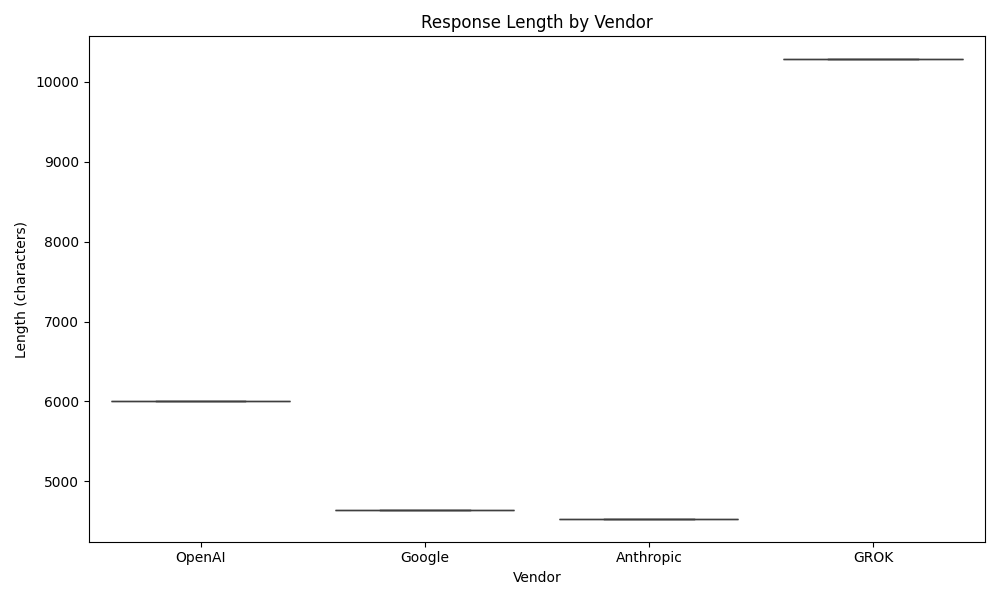 Response Length by Vendor
10000
9000
8000
7000
6000
5000
Length (characters)
OpenAI
Google
Anthropic
GROK
Vendor